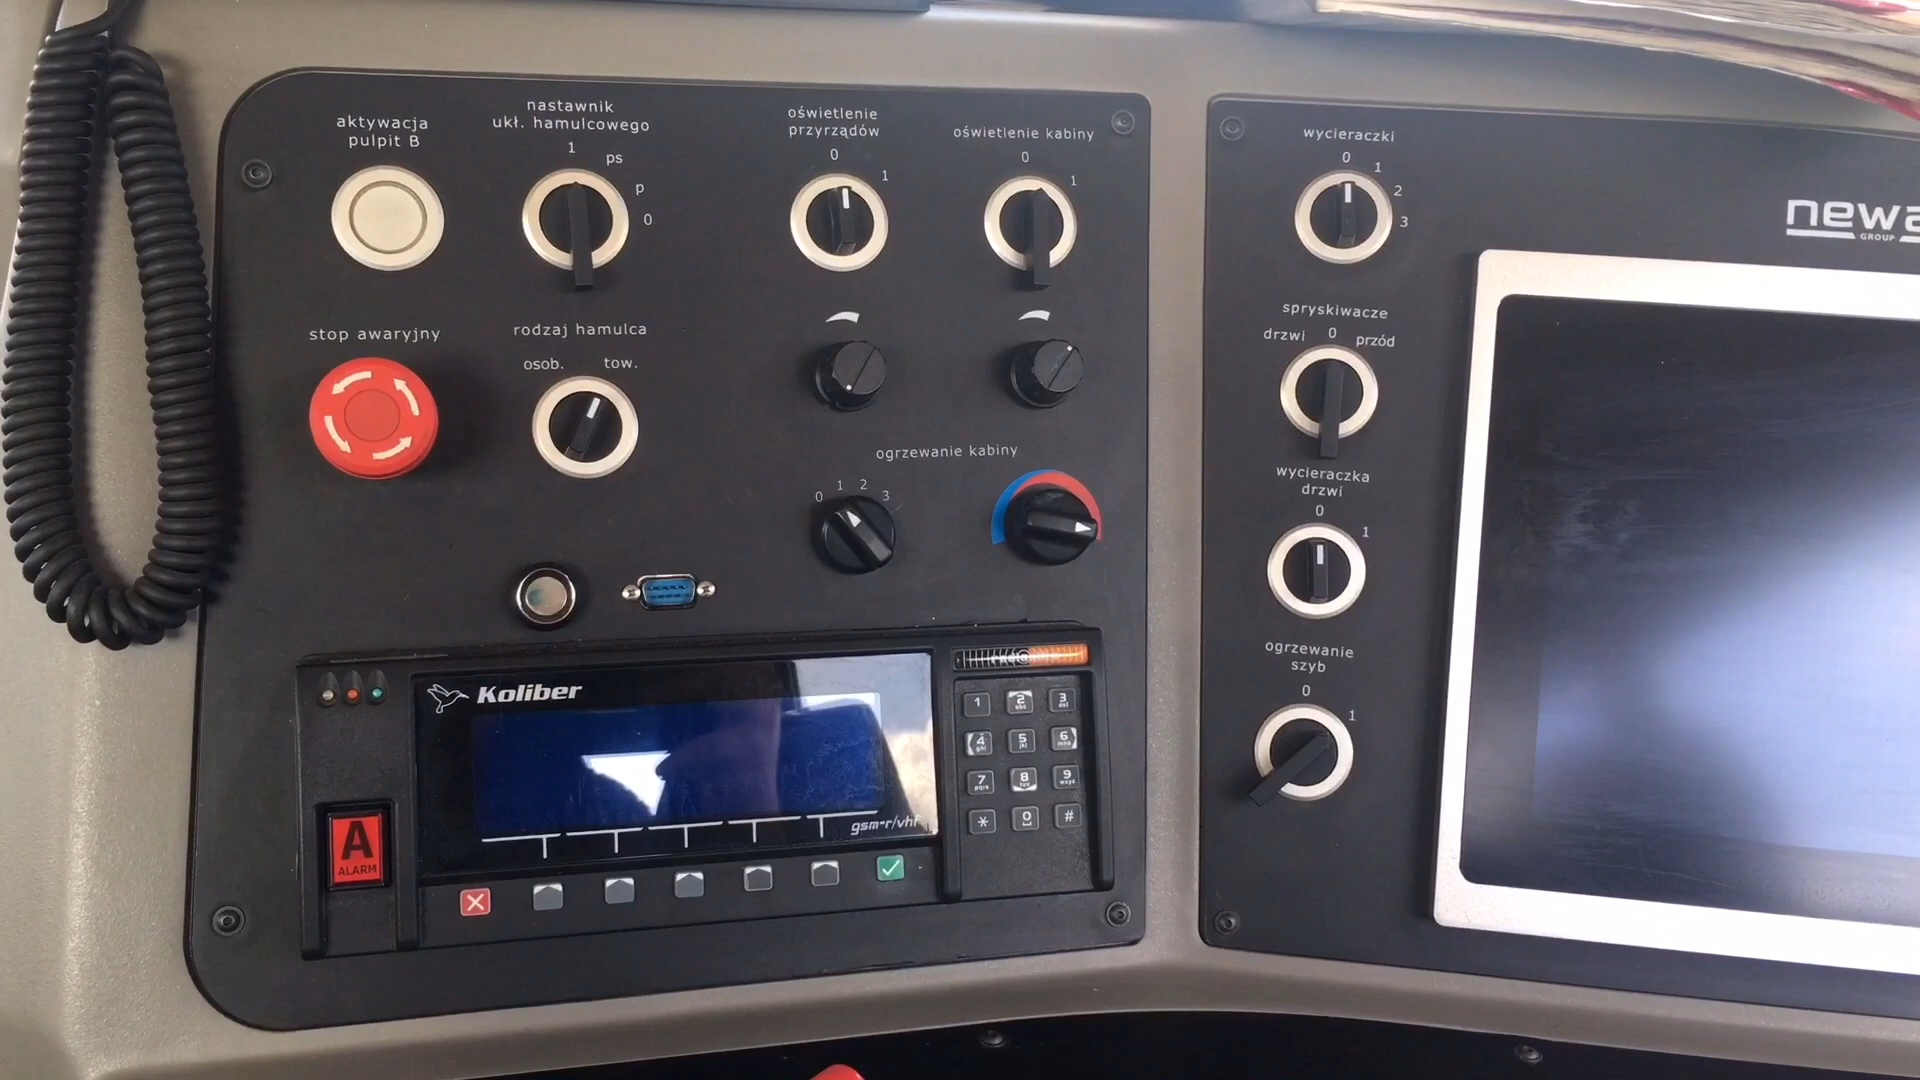 aktywacja
pulpit B
nastawnik
ukł. hamulcowego
1
ps
p
0
oświetlenie
przyrządów
0
1
oświetlenie kabiny
0
1
stop awaryjny
rodzaj hamulca
osob.
tow.
ogrzewanie kabiny
0 1 2 3
Koliber
gsm-r/vhf
A
ALARM
1 2 abc 3 def
4 ghi 5 jkl 6 mno
7 pqrs 8 tuv 9 wxyz
* 0 #
wycieraczki
0
1
2
3
spryskiwacze
drzwi 0 przód
wycieraczka
drzwi
0
1
ogrzewanie
szyb
0
1
newa
GROUP